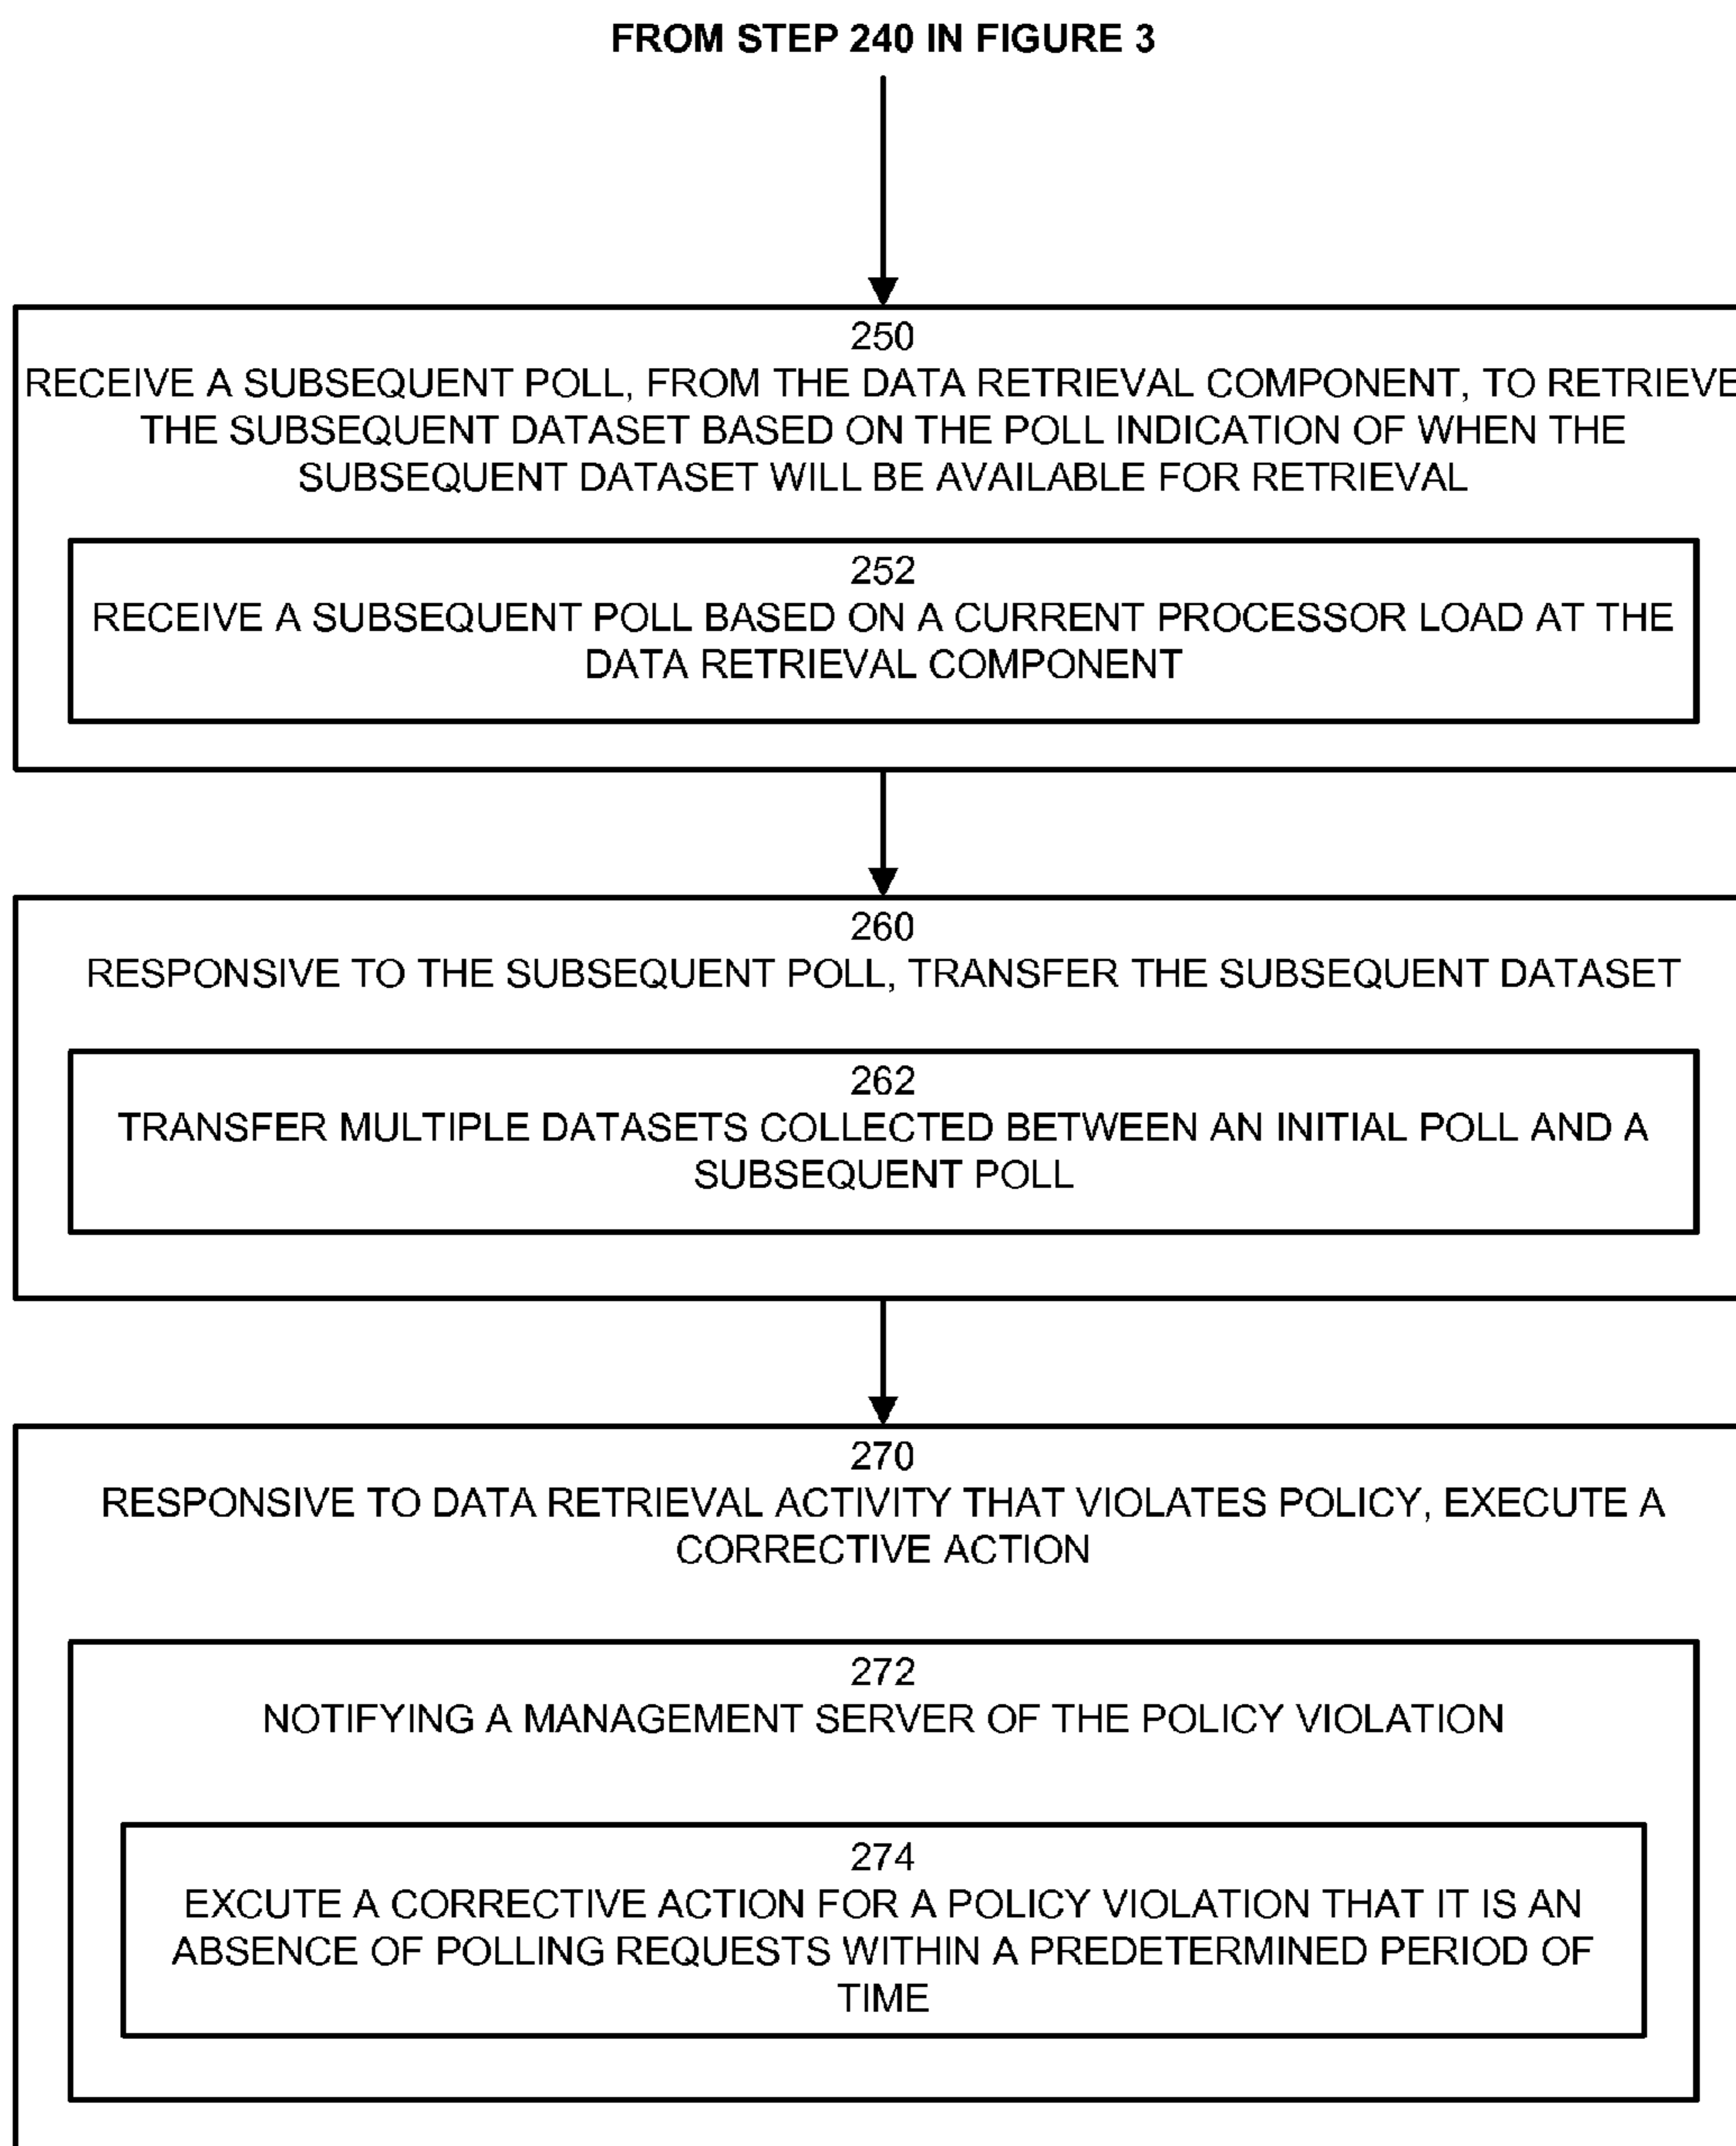 FROM STEP 240 IN FIGURE 3
250
RECEIVE A SUBSEQUENT POLL, FROM THE DATA RETRIEVAL COMPONENT, TO RETRIEVE
THE SUBSEQUENT DATASET BASED ON THE POLL INDICATION OF WHEN THE
SUBSEQUENT DATASET WILL BE AVAILABLE FOR RETRIEVAL
252
RECEIVE A SUBSEQUENT POLL BASED ON A CURRENT PROCESSOR LOAD AT THE
DATA RETRIEVAL COMPONENT
260
RESPONSIVE TO THE SUBSEQUENT POLL, TRANSFER THE SUBSEQUENT DATASET
262
TRANSFER MULTIPLE DATASETS COLLECTED BETWEEN AN INITIAL POLL AND A
SUBSEQUENT POLL
270
RESPONSIVE TO DATA RETRIEVAL ACTIVITY THAT VIOLATES POLICY, EXECUTE A
CORRECTIVE ACTION
272
NOTIFYING A MANAGEMENT SERVER OF THE POLICY VIOLATION
274
EXCUTE A CORRECTIVE ACTION FOR A POLICY VIOLATION THAT IT IS AN
ABSENCE OF POLLING REQUESTS WITHIN A PREDETERMINED PERIOD OF
TIME